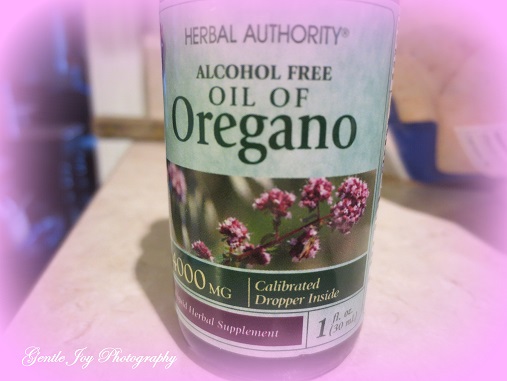 HERBAL AUTHORITY®
ALCOHOL FREE
OIL OF
Oregano
4000 MG
Calibrated
Dropper Inside
Herbal Supplement
1 fl. oz.
(30 mL)
Gentle Joy Photography